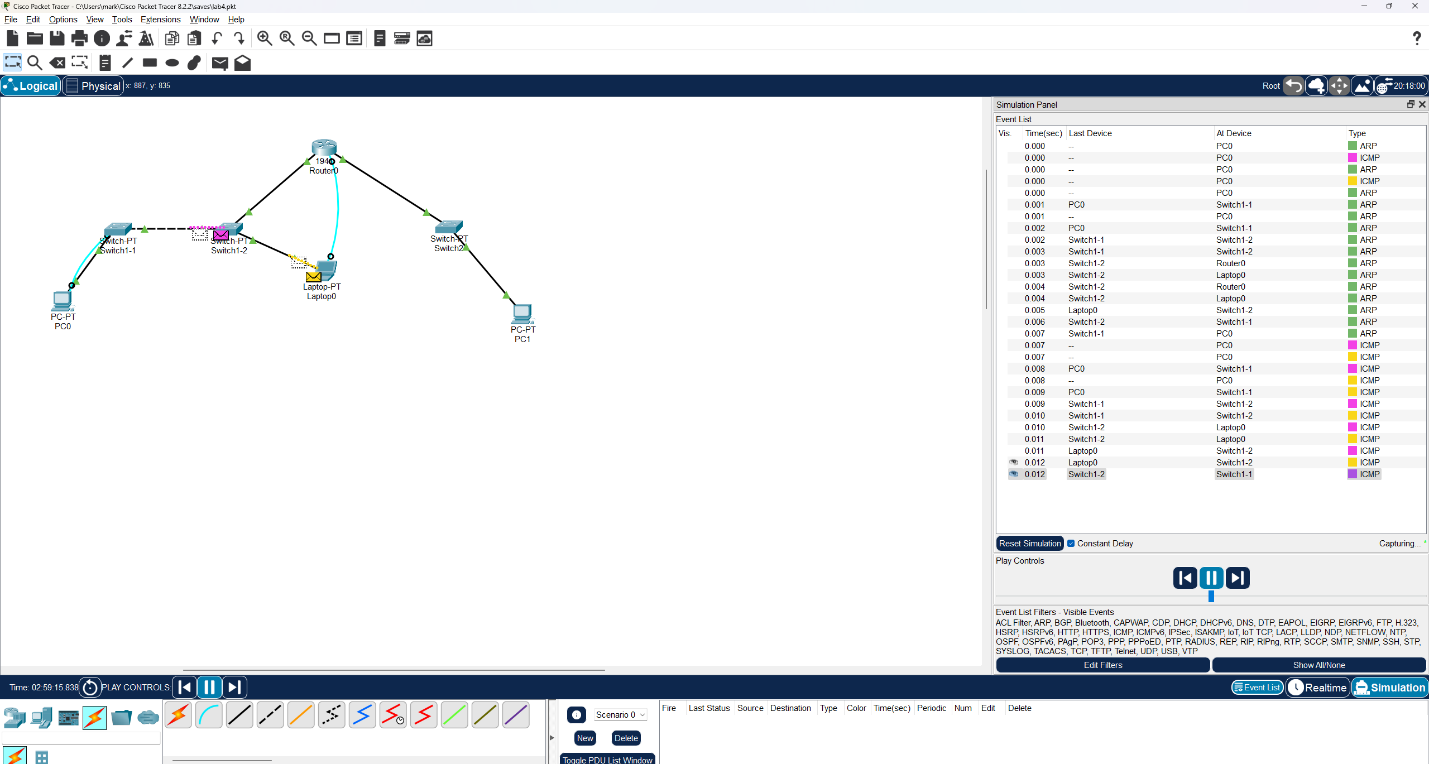 Cisco Packet Tracer - C:\Users\mark\Cisco Packet Tracer 8.2.2\saves\lab4.pkt
File Edit Options View Tools Extensions Window Help
Logical Physical x: 887, y: 835 Root 20:18:00
Simulation Panel
Event List
Vis. Time(sec) Last Device At Device Type
0.000 -- PC0 ARP
0.000 -- PC0 ICMP
0.000 -- PC0 ARP
0.000 -- PC0 ICMP
0.000 -- PC0 ARP
0.001 PC0 Switch1-1 ARP
0.001 -- PC0 ARP
0.002 PC0 Switch1-1 ARP
0.002 Switch1-1 Switch1-2 ARP
0.003 Switch1-1 Switch1-2 ARP
0.003 Switch1-2 Router0 ARP
0.003 Switch1-2 Laptop0 ARP
0.004 Switch1-2 Router0 ARP
0.004 Switch1-2 Laptop0 ARP
0.005 Laptop0 Switch1-2 ARP
0.006 Switch1-2 Switch1-1 ARP
0.007 Switch1-1 PC0 ARP
0.007 -- PC0 ICMP
0.007 -- PC0 ICMP
0.008 PC0 Switch1-1 ICMP
0.008 -- PC0 ICMP
0.009 PC0 Switch1-1 ICMP
0.009 Switch1-1 Switch1-2 ICMP
0.010 Switch1-1 Switch1-2 ICMP
0.010 Switch1-2 Laptop0 ICMP
0.011 Switch1-2 Laptop0 ICMP
0.011 Laptop0 Switch1-2 ICMP
0.012 Laptop0 Switch1-2 ICMP
0.012 Switch1-2 Switch1-1 ICMP
1941
Router0
Switch-PT
Switch1-1
Switch-PT
Switch1-2
Switch-PT
Switch2
Laptop-PT
Laptop0
PC-PT
PC0
PC-PT
PC1
Reset Simulation Constant Delay Capturing...
Play Controls
Event List Filters - Visible Events
ACL Filter, ARP, BGP, Bluetooth, CAPWAP, CDP, DHCP, DHCPv6, DNS, DTP, EAPOL, EIGRP, EIGRPv6, FTP, H.323,
HSRP, HSRPv6, HTTP, HTTPS, ICMP, ICMPv6, IPSec, ISAKMP, IoT, IoT TCP, LACP, LLDP, NDP, NETFLOW, NTP,
OSPF, OSPFv6, PAgP, POP3, PPP, PPPoED, PTP, RADIUS, REP, RIP, RIPng, RTP, SCCP, SMTP, SNMP, SSH, STP,
SYSLOG, TACACS, TCP, TFTP, Telnet, UDP, USB, VTP
Edit Filters Show All/None
Time: 02:59:15.838 PLAY CONTROLS Event List Realtime Simulation
Scenario 0
New Delete
Toggle PDU List Window
Fire Last Status Source Destination Type Color Time(sec) Periodic Num Edit Delete